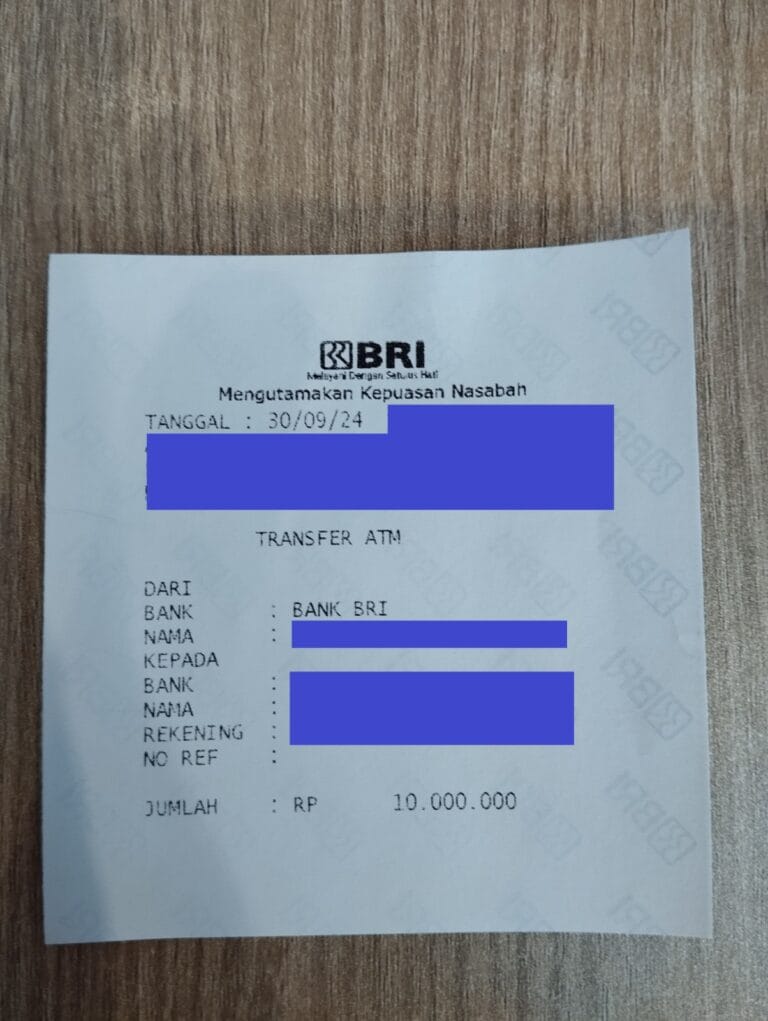 BRI
Melayani Dengan Setulus Hati
Mengutamakan Kepuasan Nasabah
TANGGAL : 30/09/24
TRANSFER ATM
DARI
BANK : BANK BRI
NAMA :
KEPADA
BANK :
NAMA :
REKENING :
NO REF :
JUMLAH : RP 10.000.000